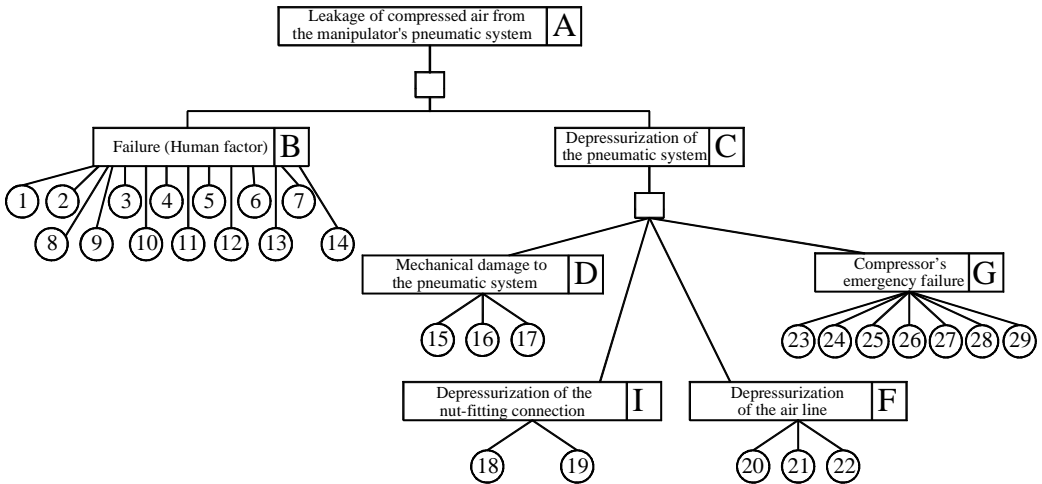 Leakage of compressed air from
the manipulator's pneumatic system
A
Failure (Human factor)
B
Depressurization of
the pneumatic system
C
1 2 3 4 5 6 7
8 9 10 11 12 13 14
Mechanical damage to
the pneumatic system
D
Compressor’s
emergency failure
G
15 16 17
23 24 25 26 27 28 29
Depressurization of the
nut-fitting connection
I
Depressurization
of the air line
F
18 19
20 21 22